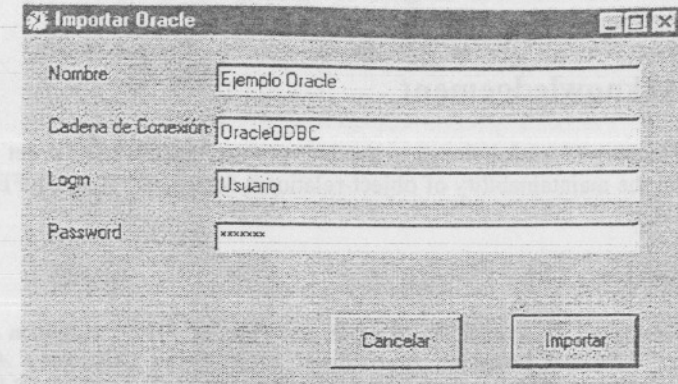 Importar Oracle
Nombre
Ejemplo Oracle
Cadena de Conexión:
OracleODBC
Login
Usuario
Password
×××××××
Cancelar
Importar